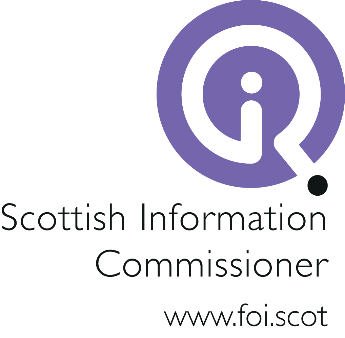 i
Scottish Information
Commissioner
www.foi.scot